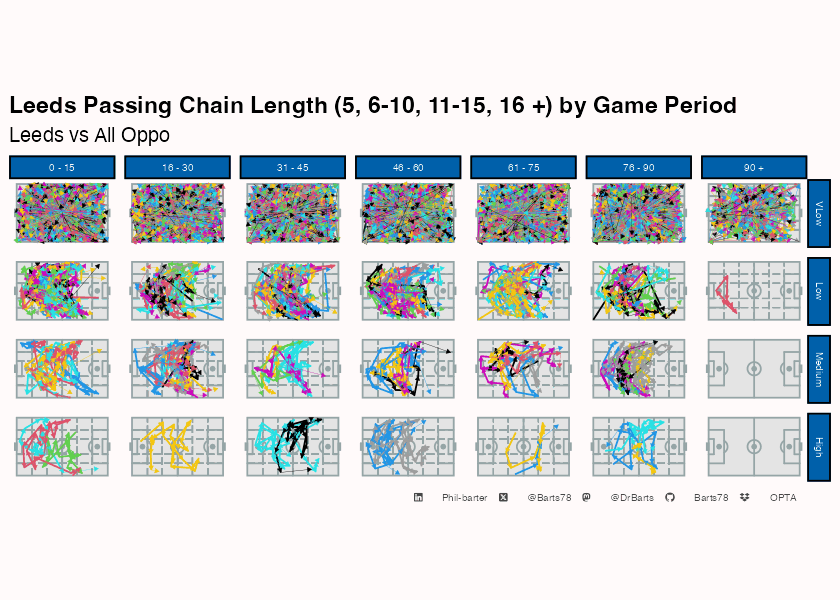 Leeds Passing Chain Length (5, 6-10, 11-15, 16 +) by Game Period
Leeds vs All Oppo
0 - 15 16 - 30 31 - 45 46 - 60 61 - 75 76 - 90 90 +
VLow
Low
Medium
High
Phil-barter @Barts78 @DrBarts Barts78 OPTA